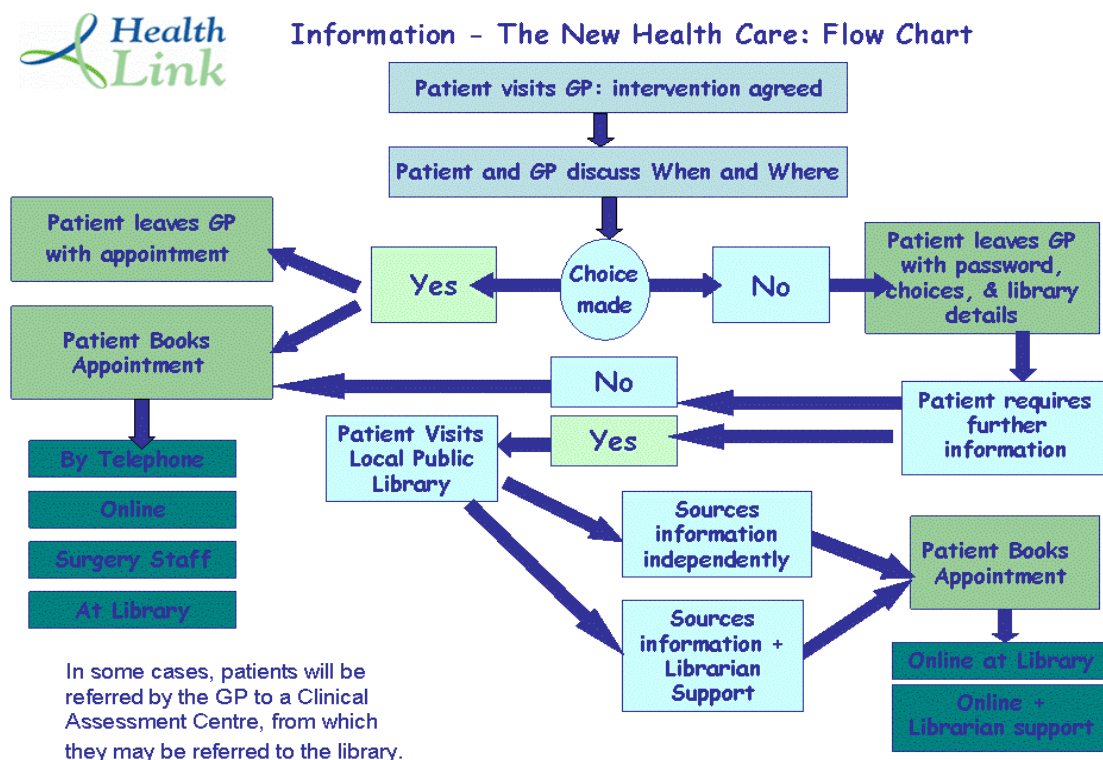 Health
Link
Information - The New Health Care: Flow Chart
Patient visits GP: intervention agreed
Patient and GP discuss When and Where
Patient leaves GP
with appointment
Yes
Choice
made
No
Patient leaves GP
with password,
choices, & library
details
Patient Books
Appointment
No
Patient requires
further
information
Yes
Patient Visits
Local Public
Library
By Telephone
Online
Surgery Staff
At Library
Sources
information
independently
Patient Books
Appointment
Sources
information +
Librarian
Support
Online at Library
Online +
Librarian support
In some cases, patients will be
referred by the GP to a Clinical
Assessment Centre, from which
they may be referred to the library.